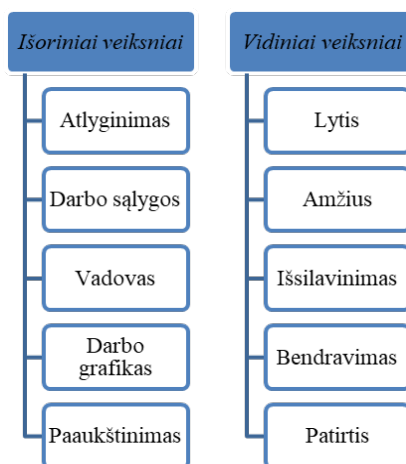 Išoriniai veiksniai
Atlyginimas
Darbo sąlygos
Vadovas
Darbo
grafikas
Paaukštinimas
Vidiniai veiksniai
Lytis
Amžius
Išsilavinimas
Bendravimas
Patirtis